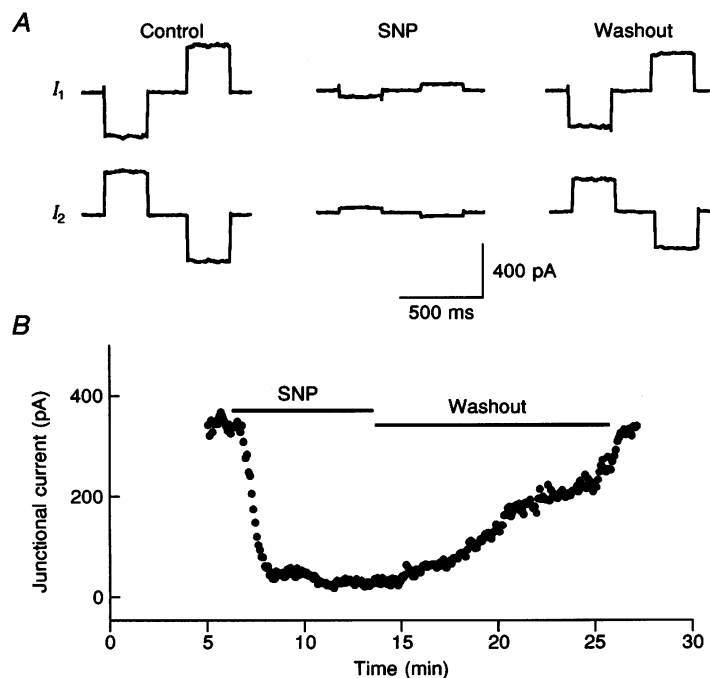 A
Control SNP Washout
I1
I2
400 pA
500 ms
B
SNP
Washout
Junctional current (pA)
400
200
0
0 5 10 15 20 25 30
Time (min)